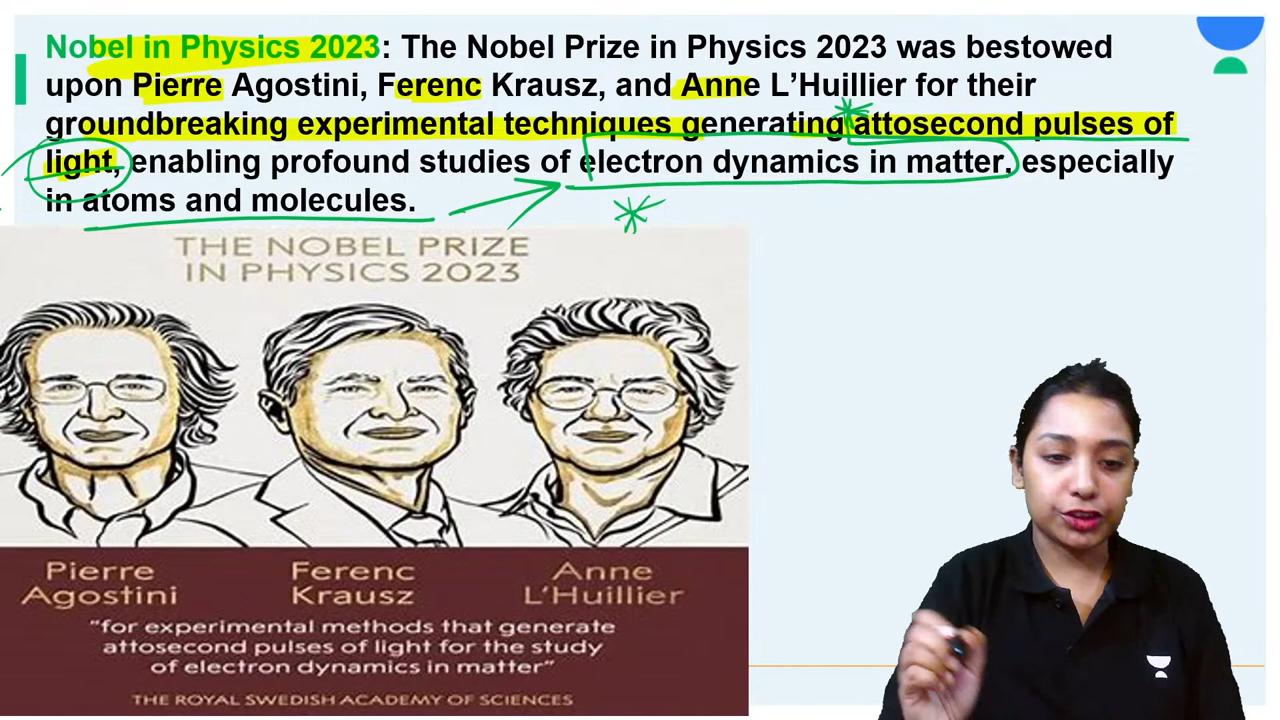 Nobel in Physics 2023: The Nobel Prize in Physics 2023 was bestowed
upon Pierre Agostini, Ferenc Krausz, and Anne L’Huillier for their
groundbreaking experimental techniques generating attosecond pulses of
light, enabling profound studies of electron dynamics in matter, especially
in atoms and molecules.
THE NOBEL PRIZE
IN PHYSICS 2023
Pierre
Agostini
Ferenc
Krausz
Anne
L’Huillier
"for experimental methods that generate
attosecond pulses of light for the study
of electron dynamics in matter"
THE ROYAL SWEDISH ACADEMY OF SCIENCES